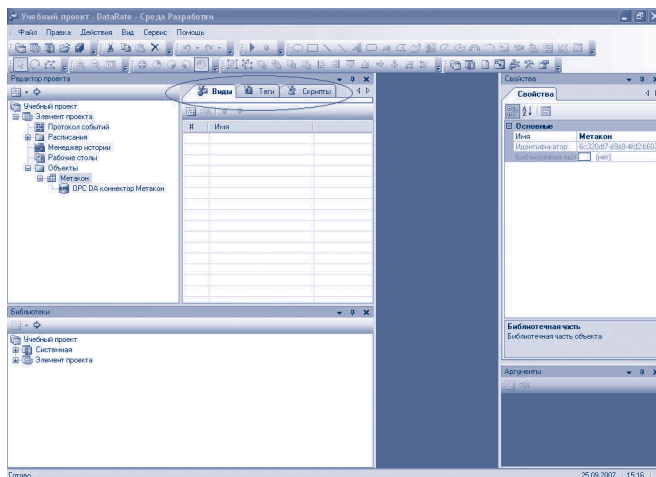 Учебный проект - DataRate - Среда Разработки
Файл Правка Действия Вид Сервис Помощь
Редактор проекта
Учебный проект
Элемент проекта
Протокол событий
Расписания
Менеджер истории
Рабочие столы
Объекты
Метакон
OPC DA коннектор Метакон
Виды Теги Скрипты
# Имя
Свойства
Свойства
Основные
Имя Метакон
Идентификатор
Библиотечная част (нет)
Библиотечная часть
Библиотечная часть объекта
Библиотеки
Учебный проект
Системная
Элемент проекта
Аргументы
Готово
25.09.2007 15:16